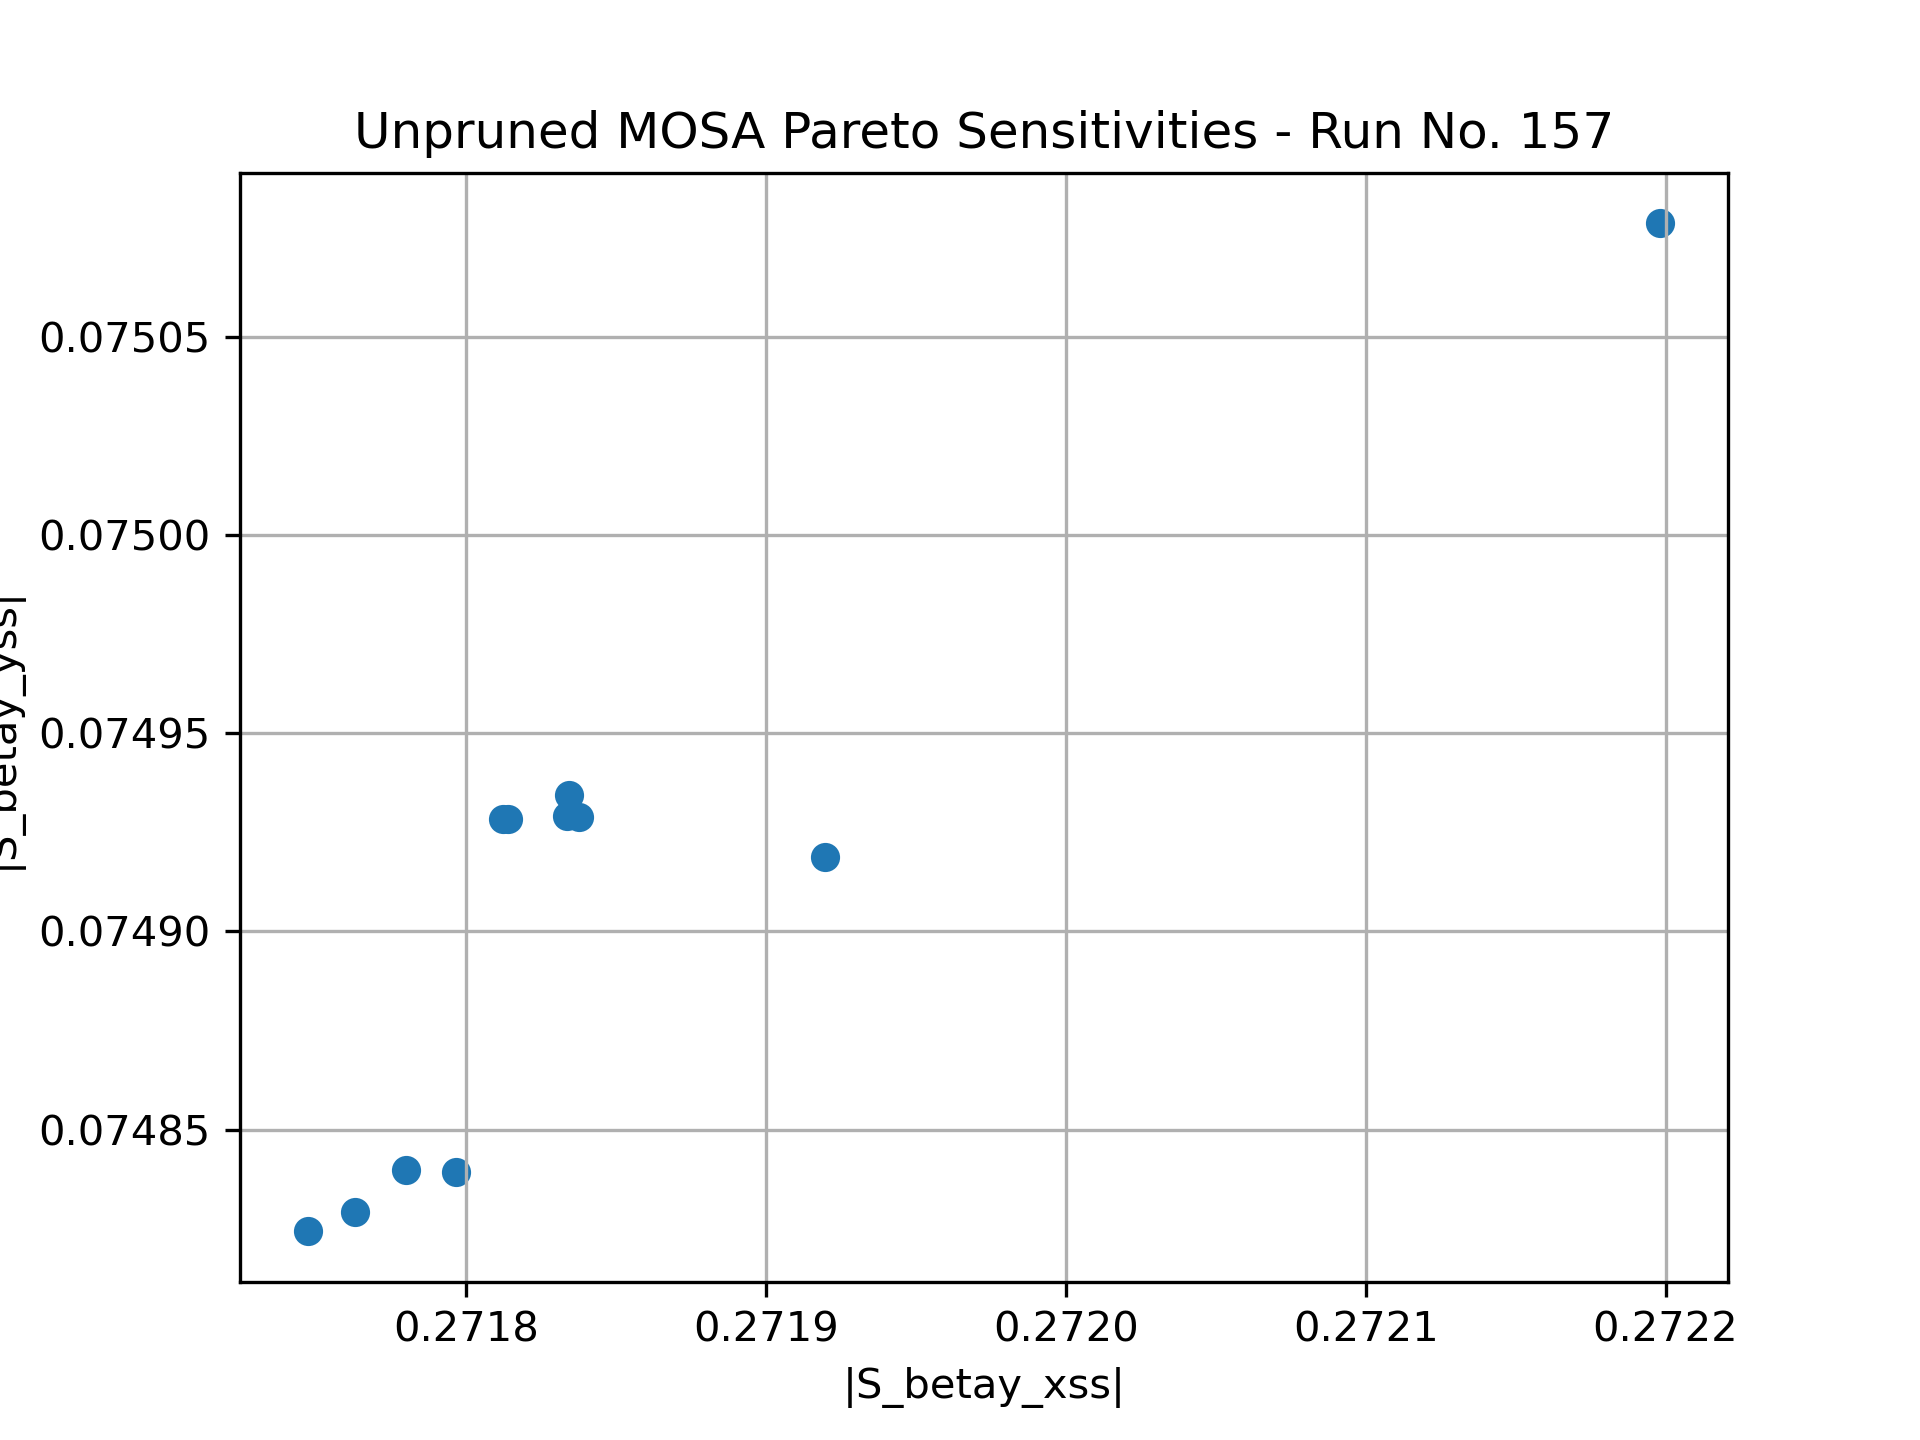 Unpruned MOSA Pareto Sensitivities - Run No. 157
0.07505
0.07500
0.07495
0.07490
0.07485
|S_betay_yss|
0.2718 0.2719 0.2720 0.2721 0.2722
|S_betay_xss|